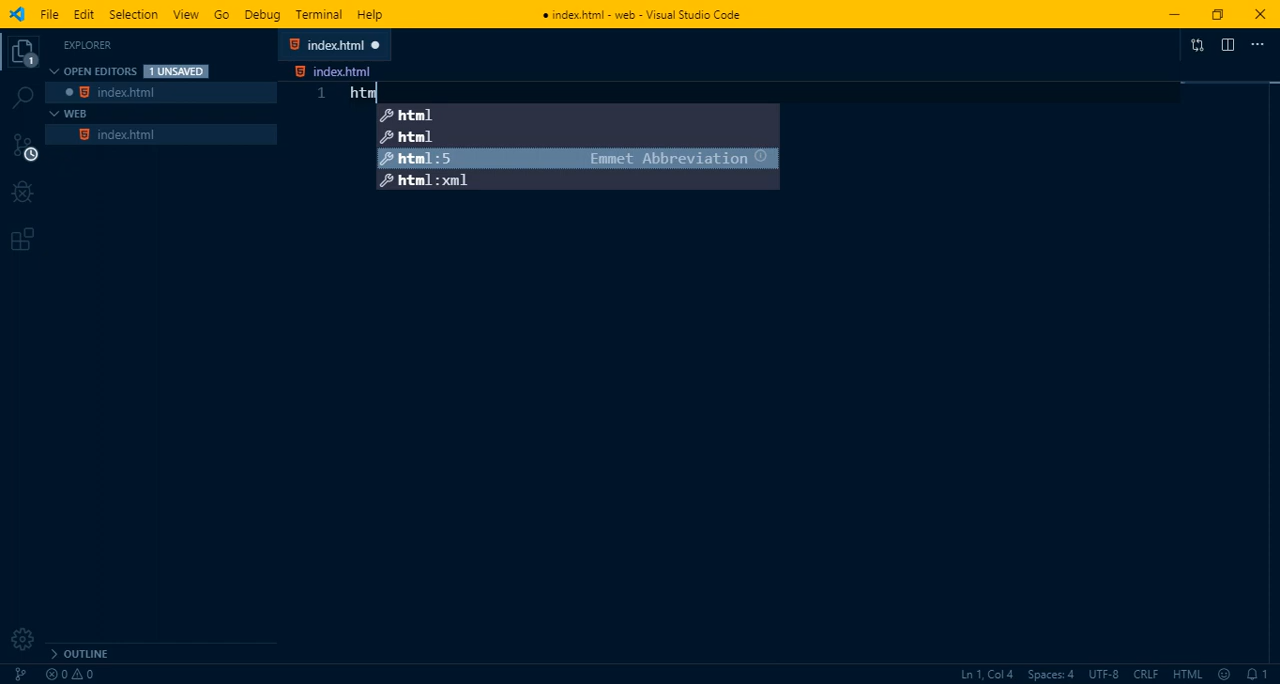 File Edit Selection View Go Debug Terminal Help ● index.html - web - Visual Studio Code
EXPLORER
index.html
OPEN EDITORS 1 UNSAVED
index.html
index.html
WEB
index.html
1
1 htm
html
html
html:5 Emmet Abbreviation
html:xml
OUTLINE
0 0 Ln 1, Col 4 Spaces: 4 UTF-8 CRLF HTML 1